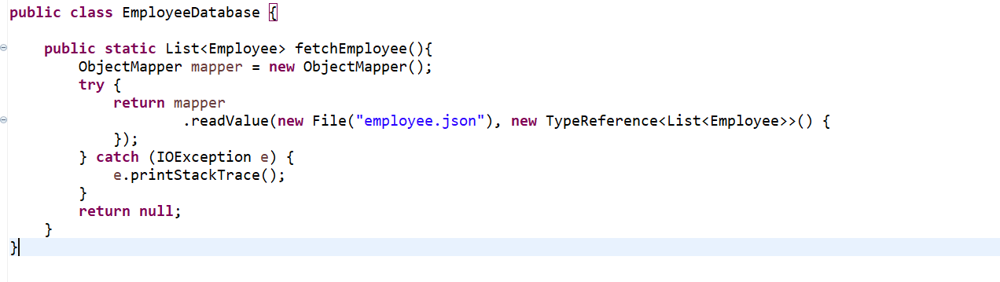 public class EmployeeDatabase {
public static List<Employee> fetchEmployee(){
ObjectMapper mapper = new ObjectMapper();
try {
return mapper
.readValue(new File("employee.json"), new TypeReference<List<Employee>>() {
});
} catch (IOException e) {
e.printStackTrace();
}
return null;
}
}